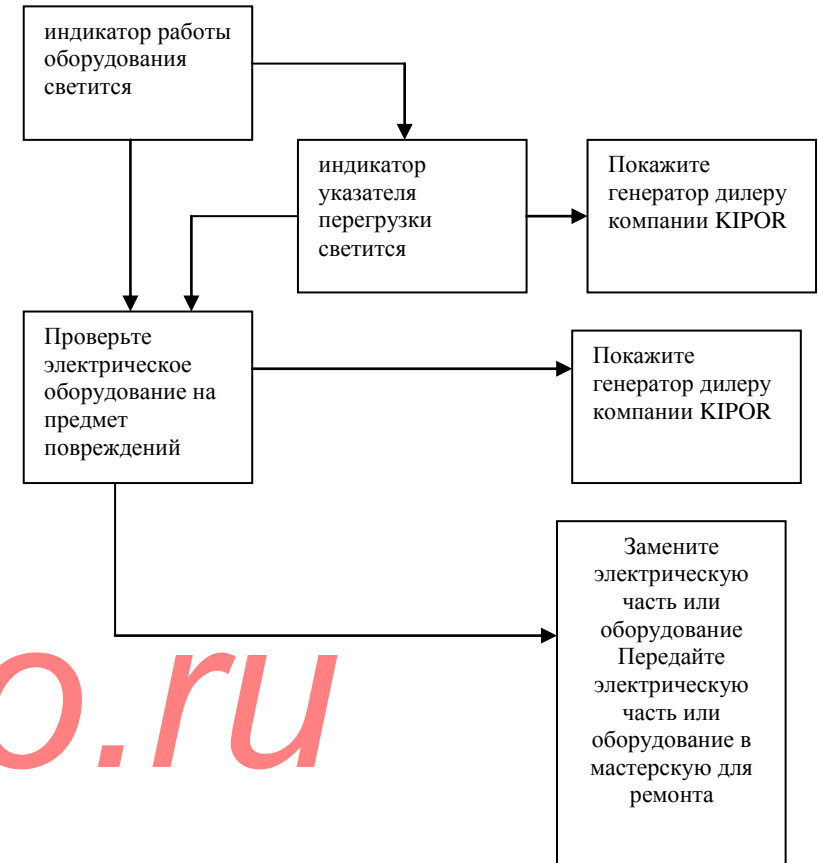 индикатор работы
оборудования
светится
индикатор
указателя
перегрузки
светится
Покажите
генератор дилеру
компании KIPOR
Проверьте
электрическое
оборудование на
предмет
повреждений
Покажите
генератор дилеру
компании KIPOR
Замените
электрическую
часть или
оборудование
Передайте
электрическую
часть или
оборудование в
мастерскую для
ремонта
o.ru